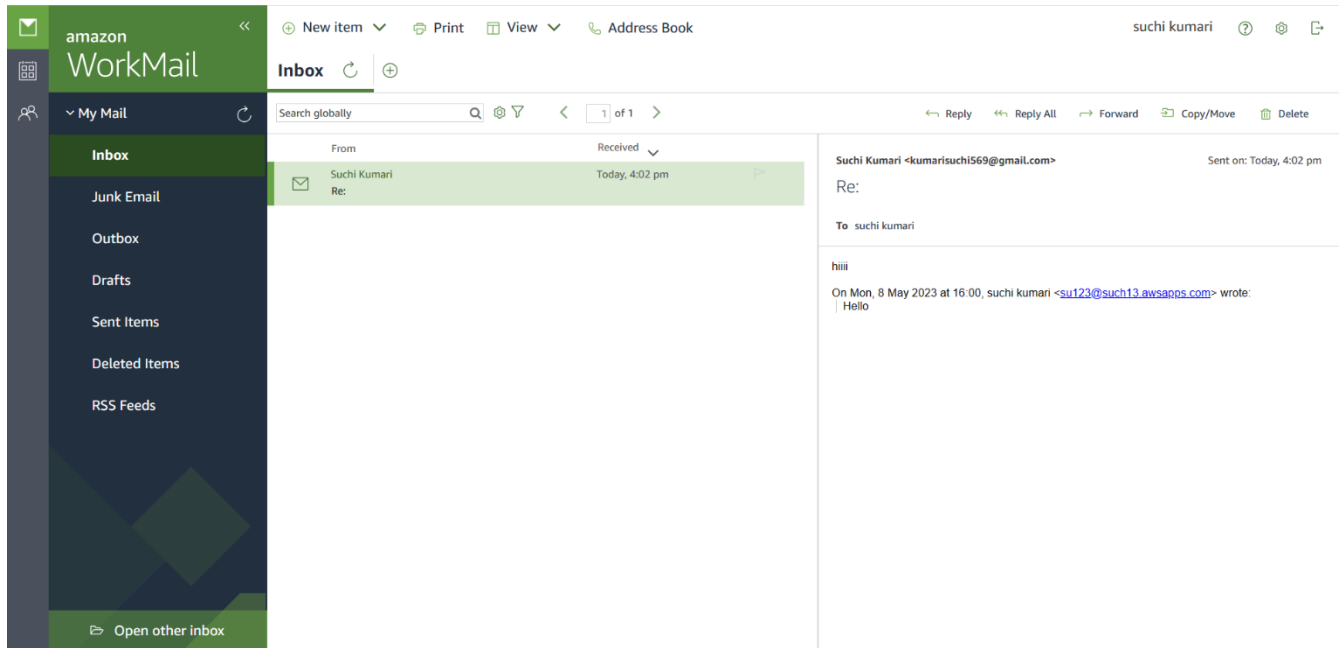 amazon
WorkMail
My Mail
Inbox
Junk Email
Outbox
Drafts
Sent Items
Deleted Items
RSS Feeds
Open other inbox
New item Print View Address Book
suchi kumari
Inbox
Search globally 1 of 1
Reply Reply All Forward Copy/Move Delete
From Received
Suchi Kumari Today, 4:02 pm
Re:
Suchi Kumari <kumarisuchi569@gmail.com> Sent on: Today, 4:02 pm
Re:
To suchi kumari
hiiii
On Mon, 8 May 2023 at 16:00, suchi kumari <su123@such13.awsapps.com> wrote:
Hello